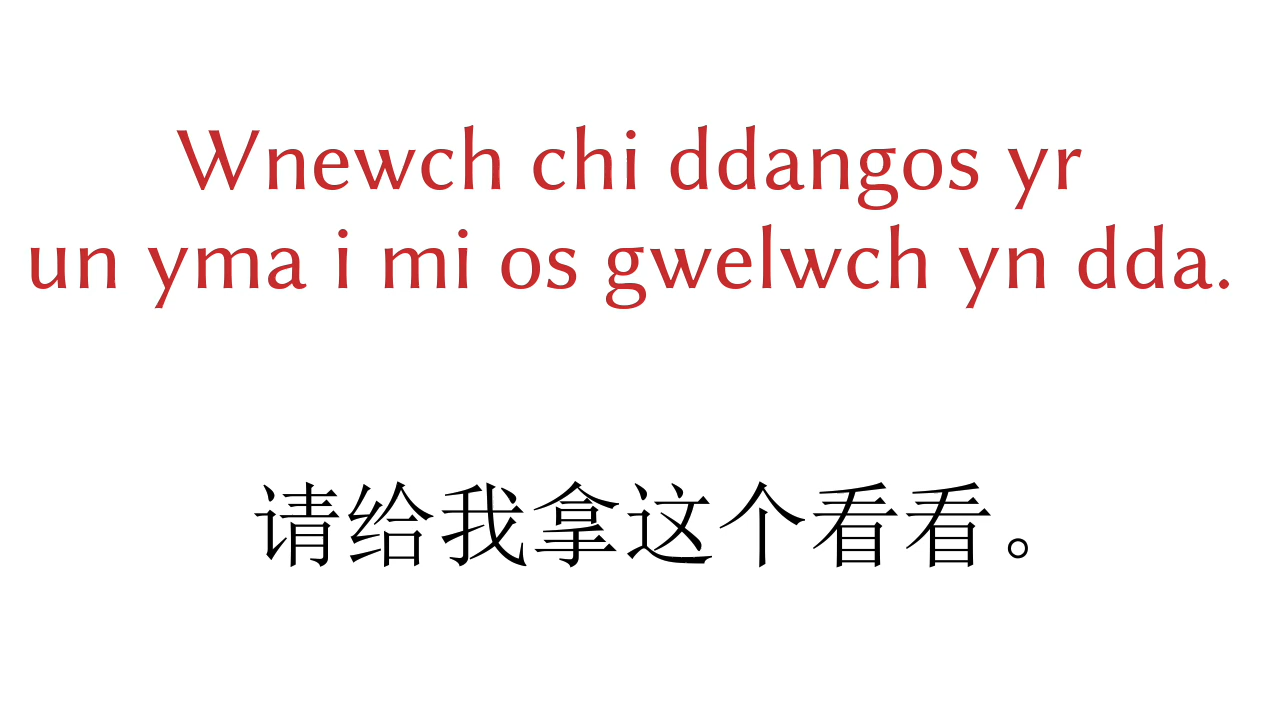 Wnewch chi ddangos yr
un yma i mi os gwelwch yn dda.
请给我拿这个看看。